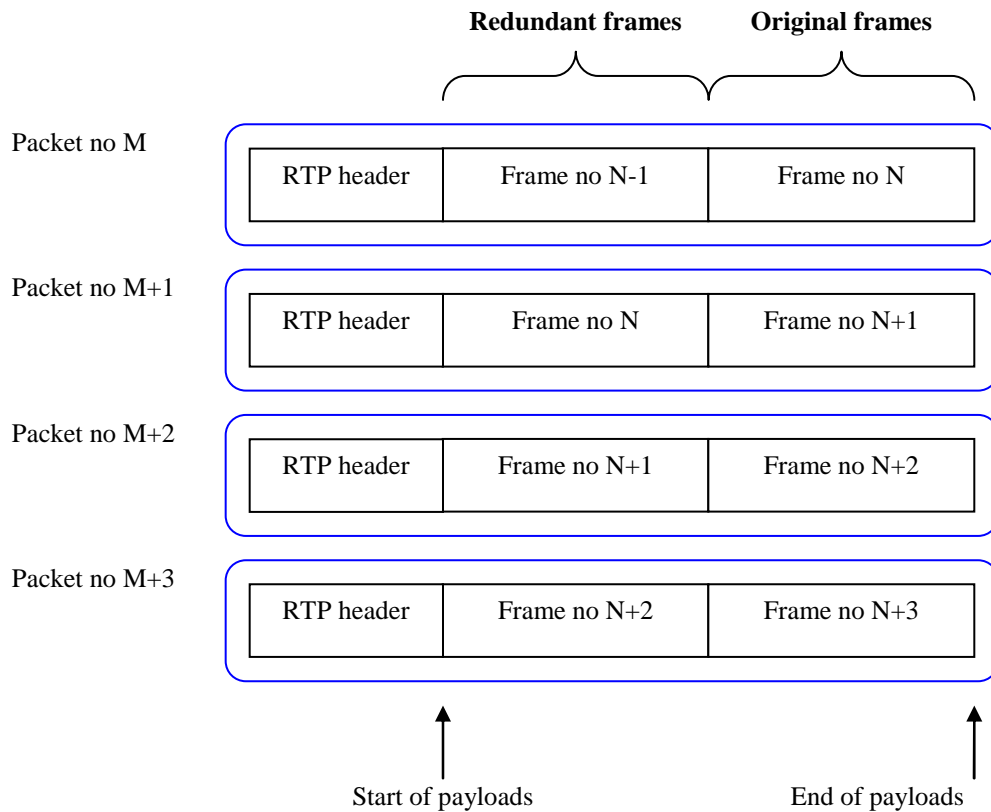 Redundant frames Original frames
Packet no M
RTP header Frame no N-1 Frame no N
Packet no M+1
RTP header Frame no N Frame no N+1
Packet no M+2
RTP header Frame no N+1 Frame no N+2
Packet no M+3
RTP header Frame no N+2 Frame no N+3
Start of payloads End of payloads